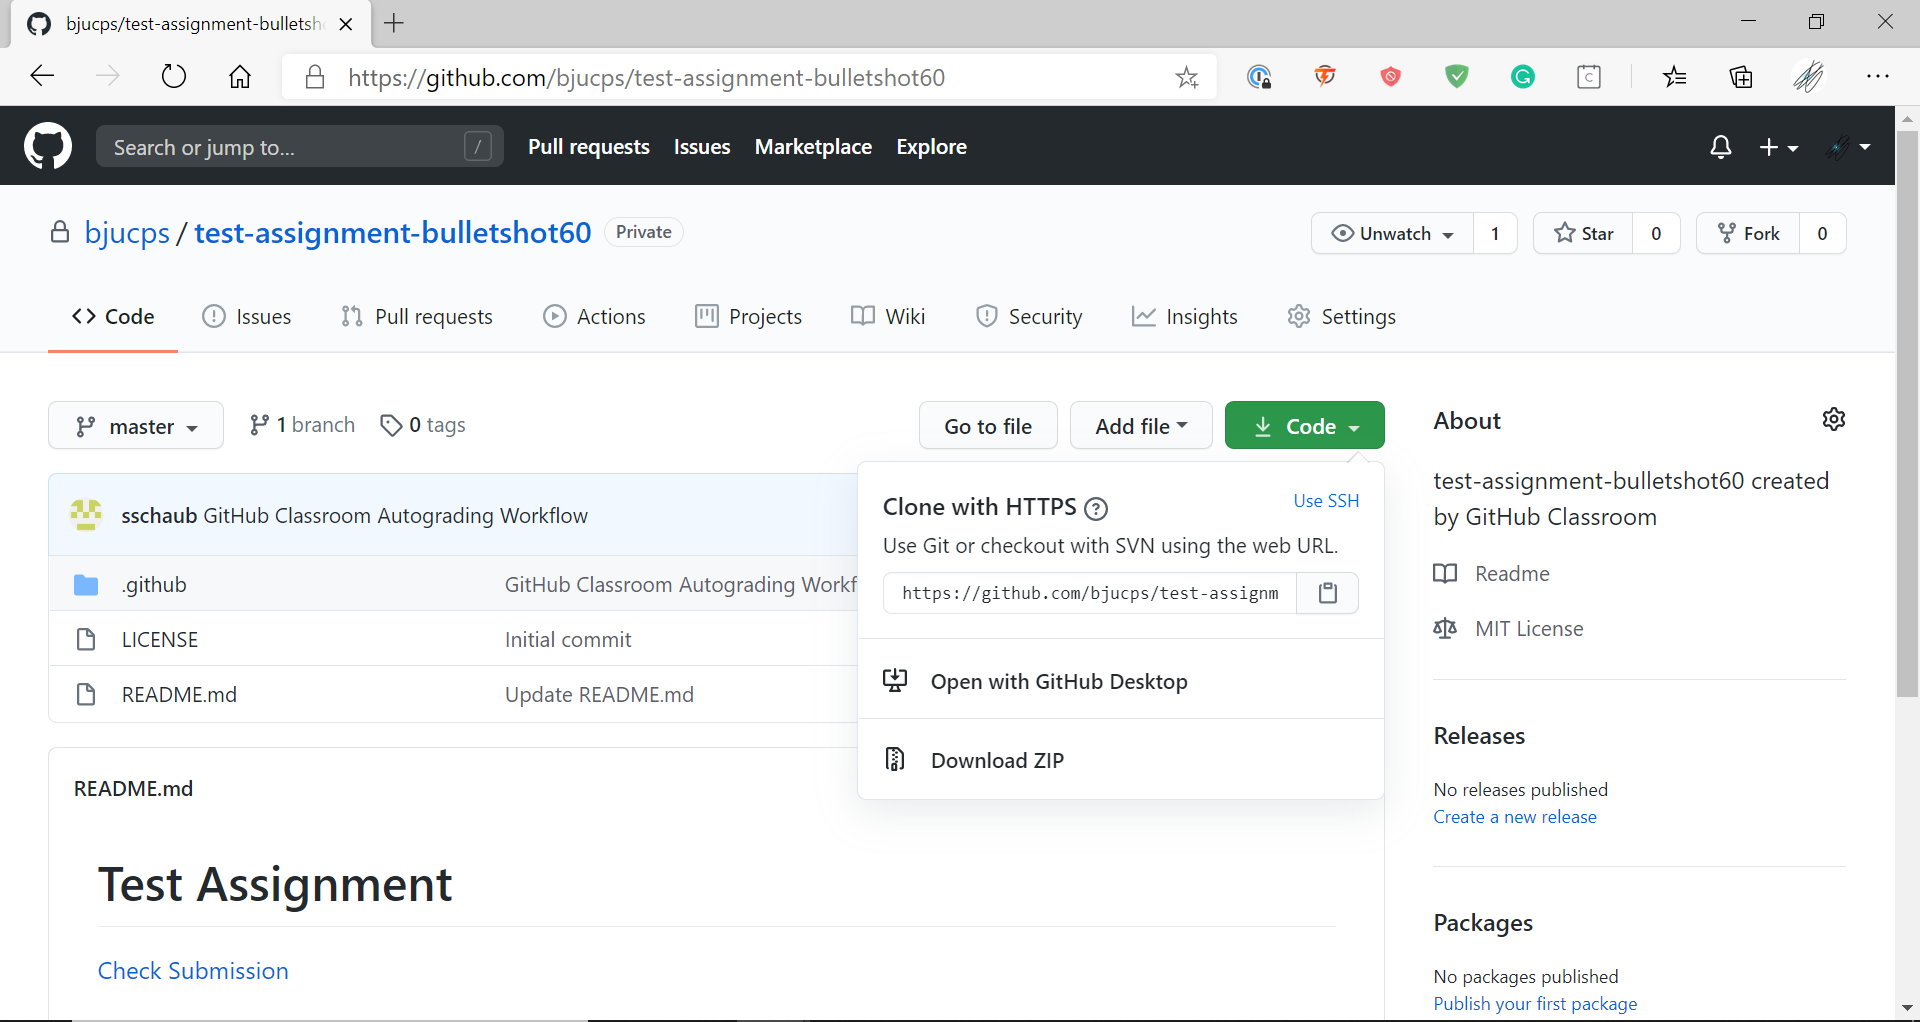 bjucps/test-assignment-bulletsh
https://github.com/bjucps/test-assignment-bulletshot60
Search or jump to... /
Pull requests Issues Marketplace Explore
bjucps / test-assignment-bulletshot60 Private
Unwatch 1 Star 0 Fork 0
Code Issues Pull requests Actions Projects Wiki Security Insights Settings
master 1 branch 0 tags Go to file Add file Code
sschaub GitHub Classroom Autograding Workflow
.github GitHub Classroom Autograding Workf
LICENSE Initial commit
README.md Update README.md
Clone with HTTPS ? Use SSH
Use Git or checkout with SVN using the web URL.
https://github.com/bjucps/test-assignm
Open with GitHub Desktop
Download ZIP
README.md
Test Assignment
Check Submission
About
test-assignment-bulletshot60 created
by GitHub Classroom
Readme
MIT License
Releases
No releases published
Create a new release
Packages
No packages published
Publish your first package